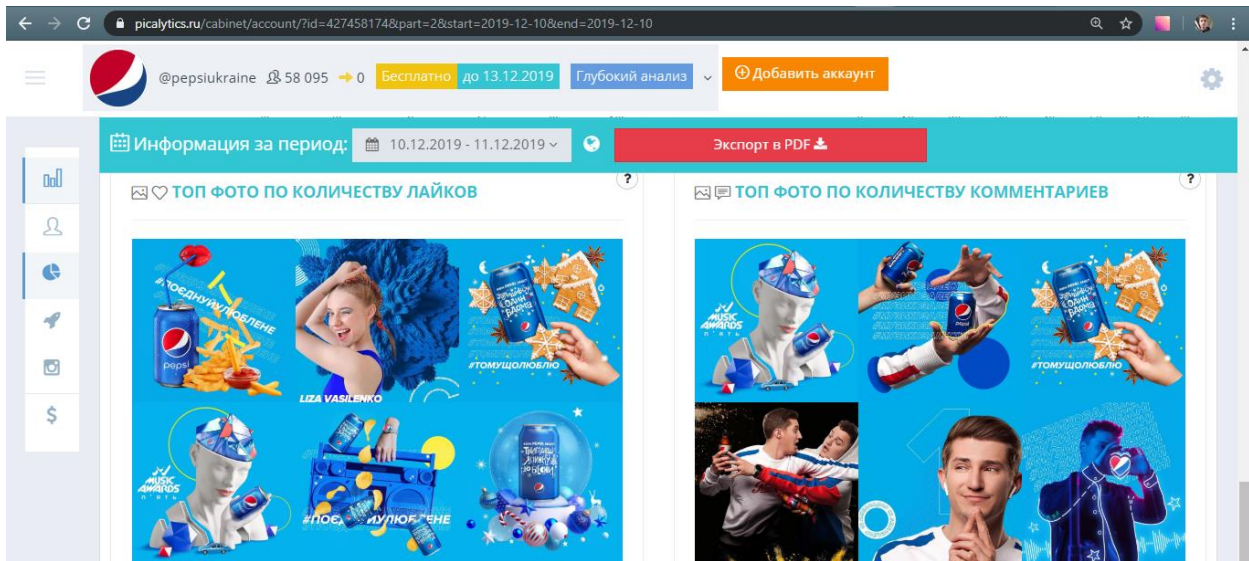 picalytics.ru/cabinet/account/?id=427458174&part=2&start=2019-12-10&end=2019-12-10
@pepsiukraine 58 095 0 Бесплатно до 13.12.2019 Глубокий анализ Добавить аккаунт
Информация за период: 10.12.2019 - 11.12.2019 Экспорт в PDF
ТОП ФОТО ПО КОЛИЧЕСТВУ ЛАЙКОВ ?
#ПОЄДНУЙУЛЮБЛЕНЕ
pepsi
LIZA VASILENKO
#ТОМУЩОЛЮБЛЮ
MUSIC
AWARDS
П'ЯТЬ
ТОП ФОТО ПО КОЛИЧЕСТВУ КОММЕНТАРИЕВ ?
MUSIC
AWARDS
П'ЯТЬ
pepsi
#ТОМУЩОЛЮБЛЮ
$